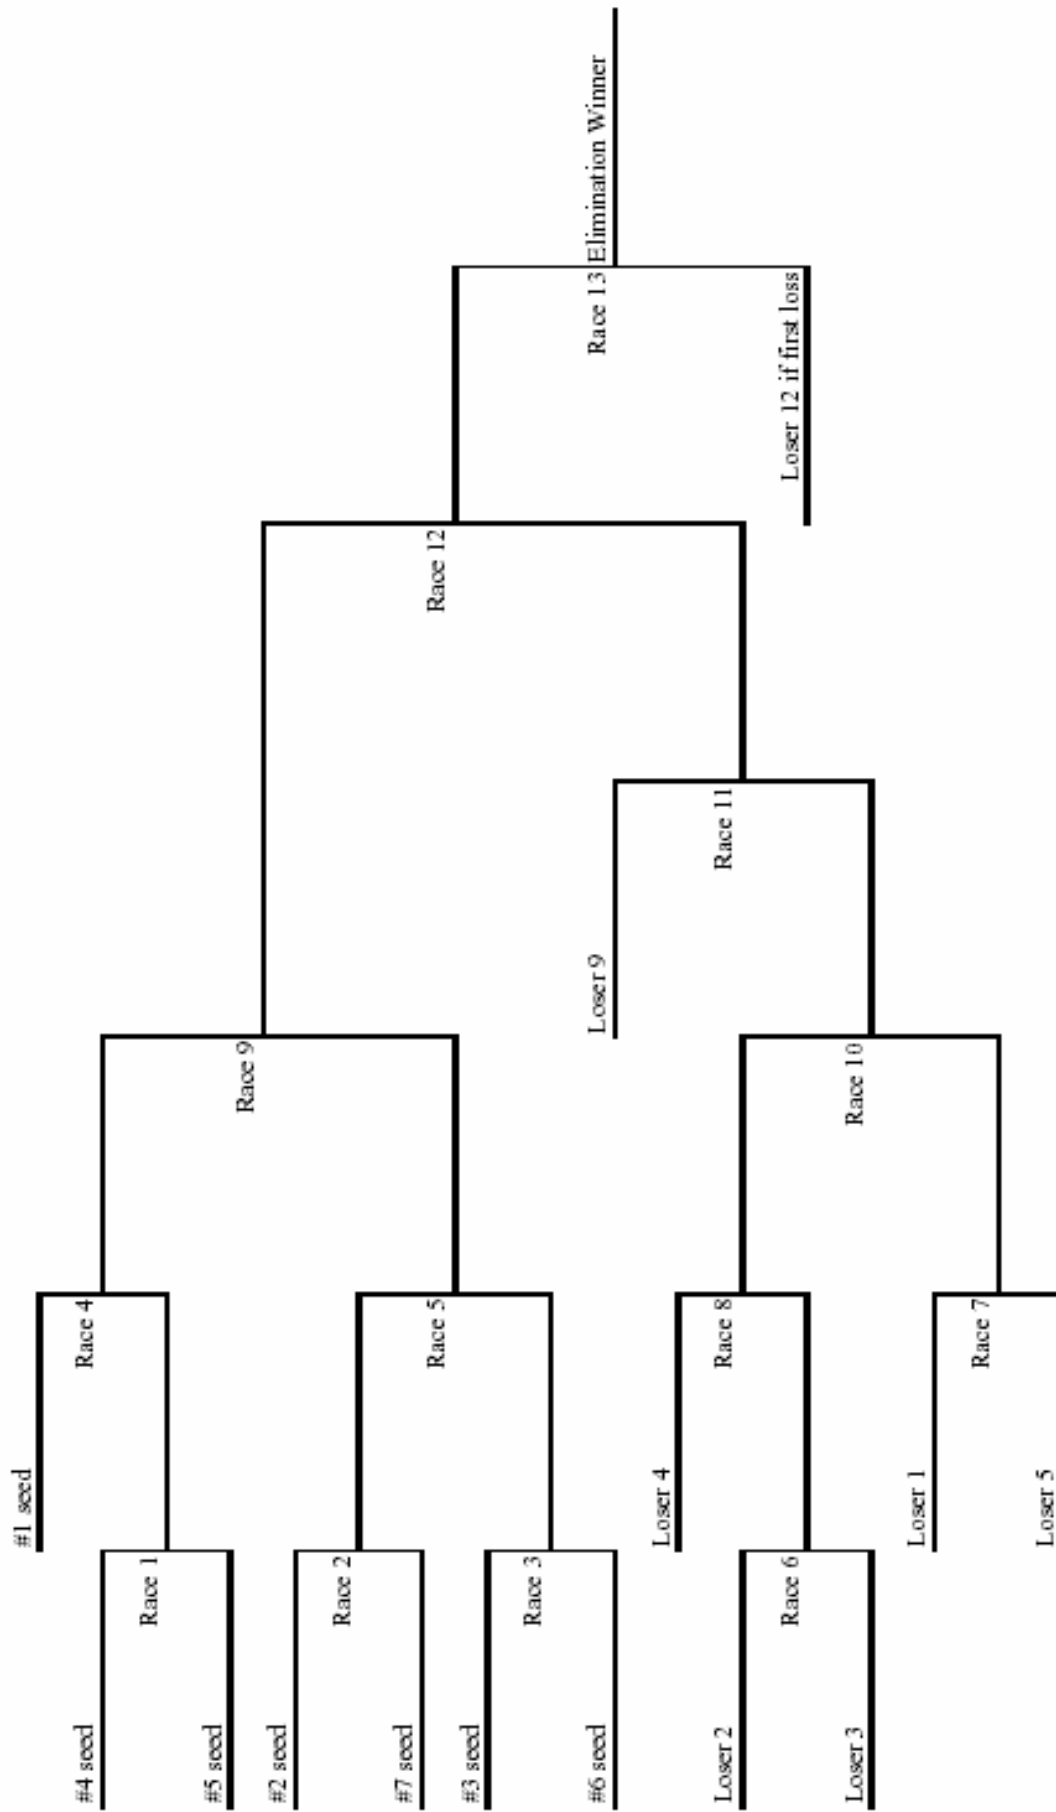 #1 seed
Race 4
#4 seed
Race 1
#5 seed
Race 9
#2 seed
Race 2
#7 seed
Race 5
#3 seed
Race 3
#6 seed
Race 12
Race 13
Elimination Winner
Loser 12 if first loss
Loser 9
Race 11
Loser 4
Race 8
Loser 2
Race 6
Loser 3
Race 10
Loser 1
Race 7
Loser 5